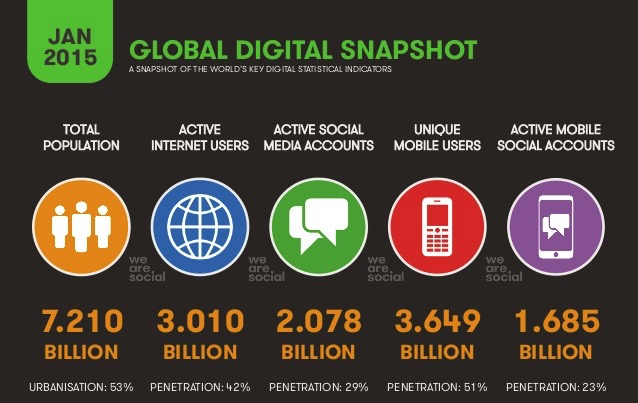 JAN
2015
GLOBAL DIGITAL SNAPSHOT
A SNAPSHOT OF THE WORLD'S KEY DIGITAL STATISTICAL INDICATORS
TOTAL
POPULATION
ACTIVE
INTERNET USERS
ACTIVE SOCIAL
MEDIA ACCOUNTS
UNIQUE
MOBILE USERS
ACTIVE MOBILE
SOCIAL ACCOUNTS
we
are
social
we
are
social
we
are
social
we
are
social
7.210
BILLION
3.010
BILLION
2.078
BILLION
3.649
BILLION
1.685
BILLION
URBANISATION: 53%
PENETRATION: 42%
PENETRATION: 29%
PENETRATION: 51%
PENETRATION: 23%